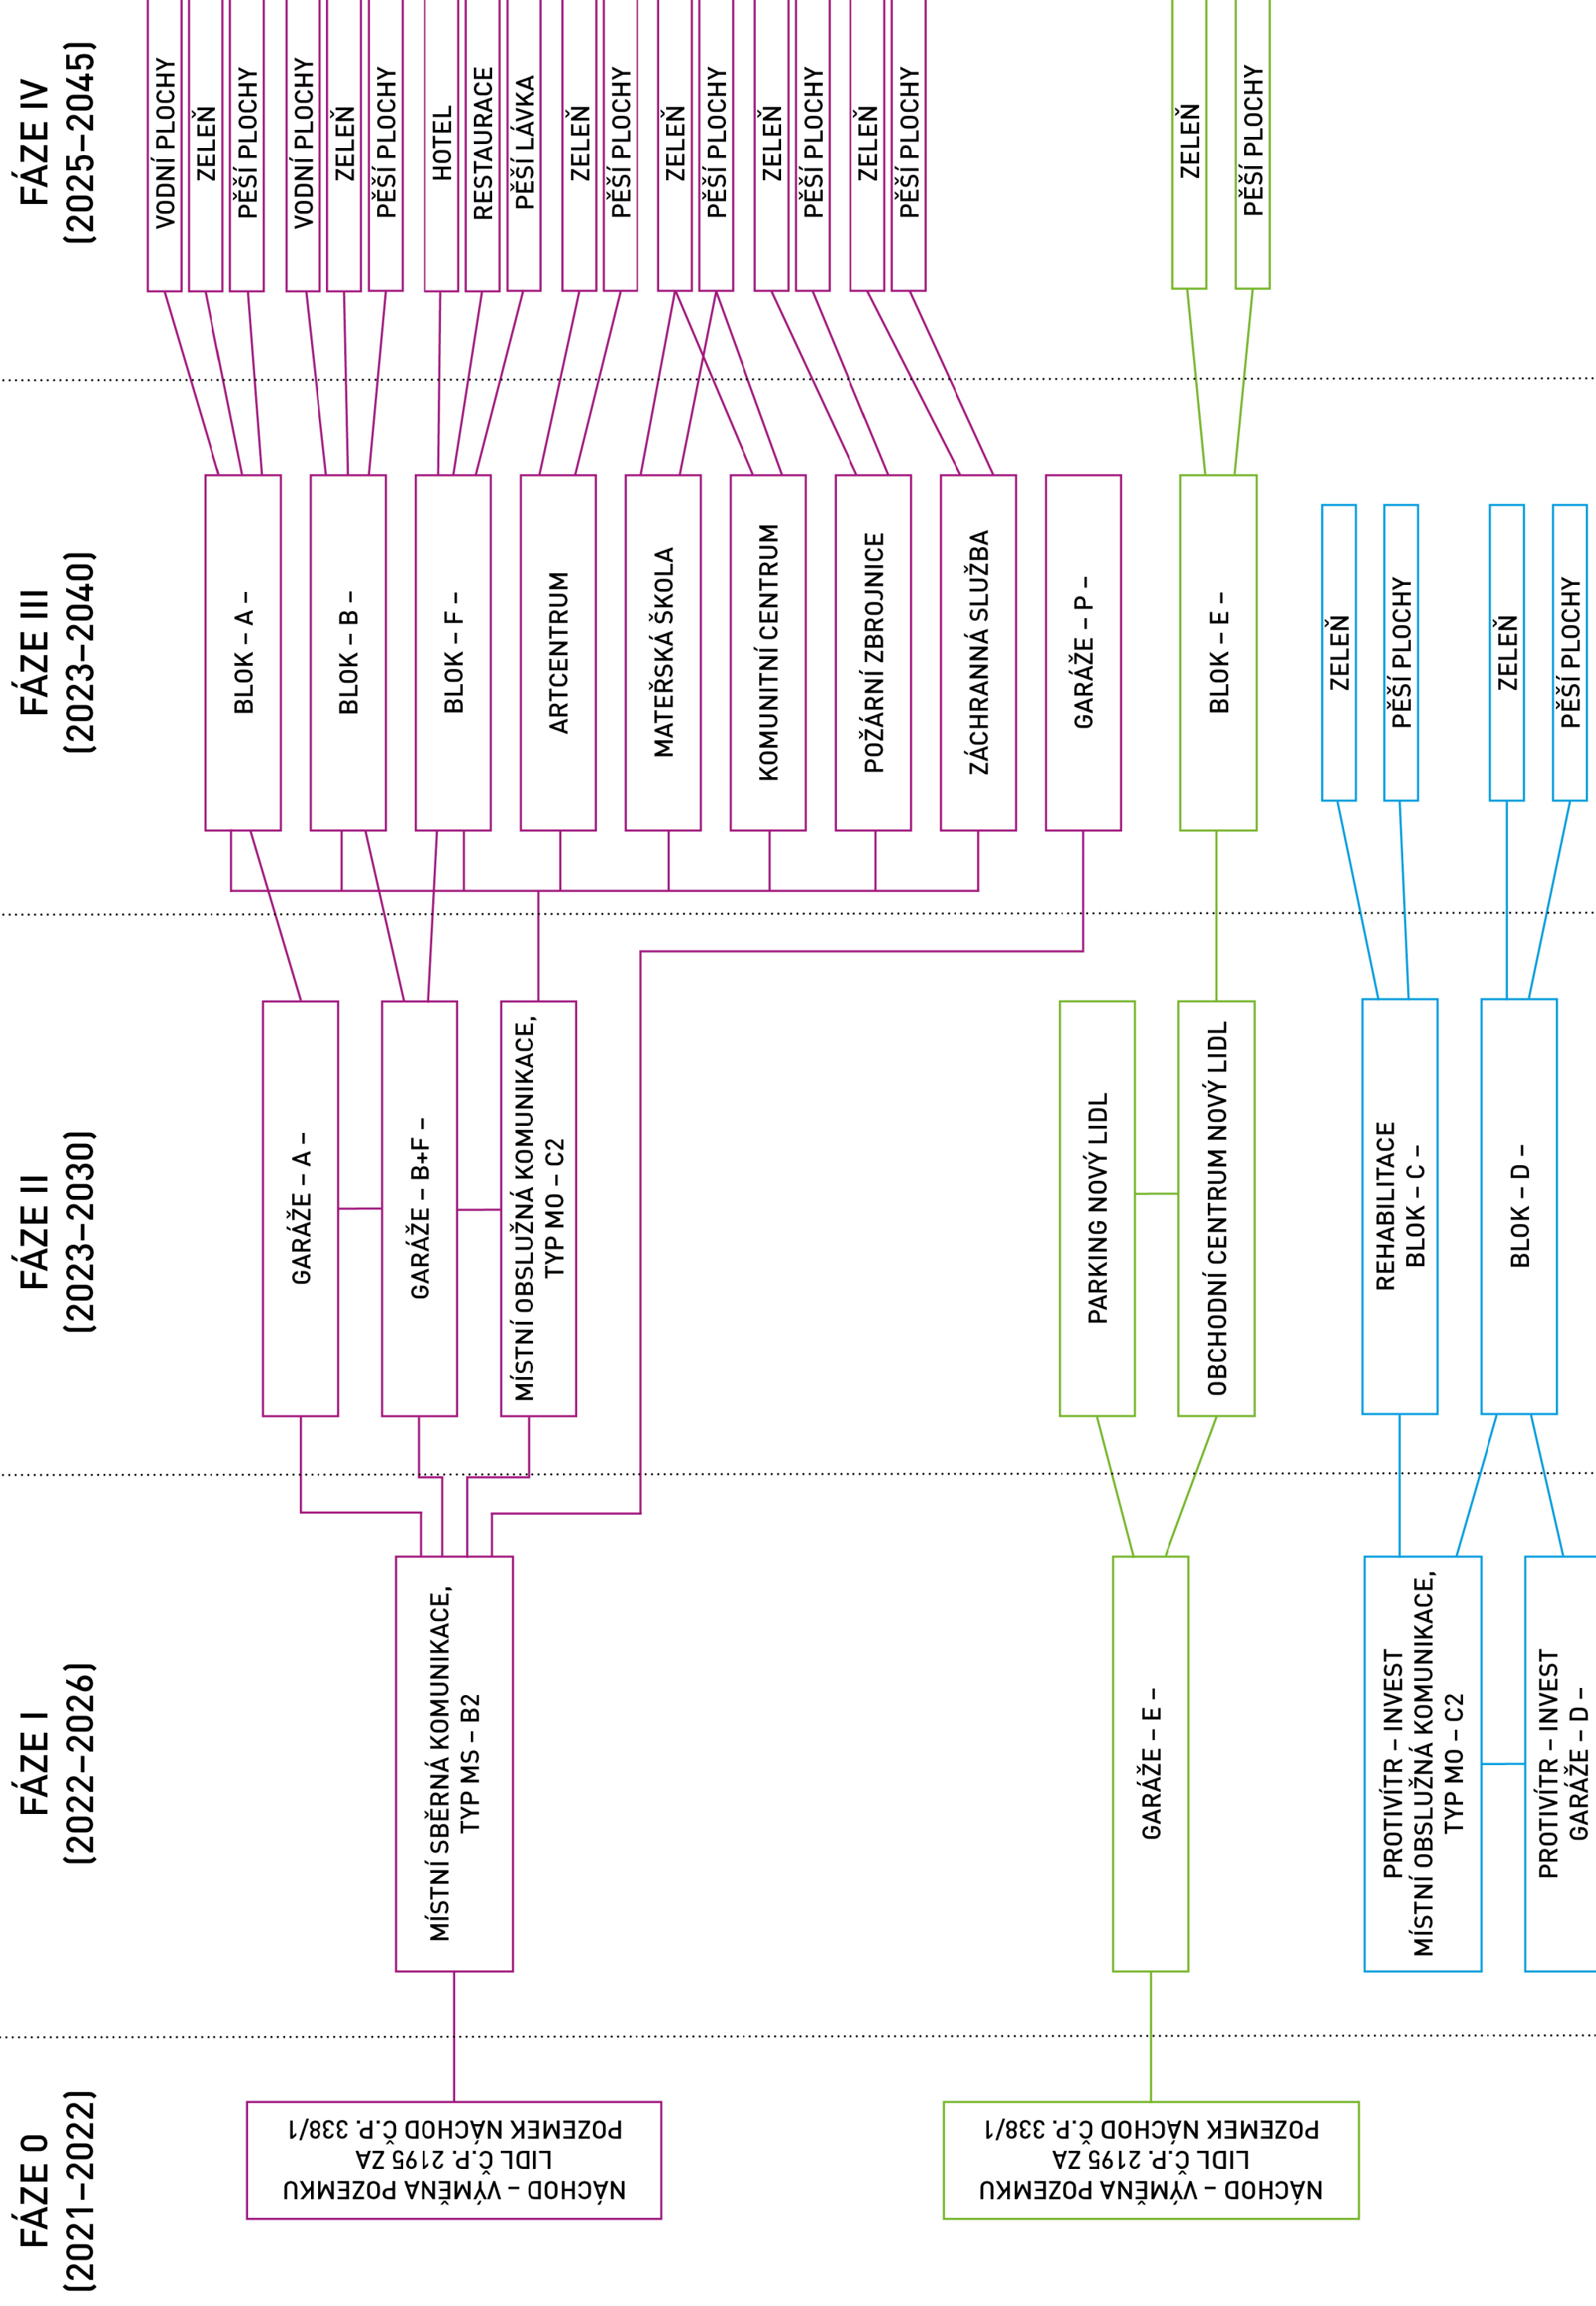 FÁZE 0
(2021–2022)
FÁZE I
(2022–2026)
FÁZE II
(2023–2030)
FÁZE III
(2023–2040)
FÁZE IV
(2025–2045)
NÁCHOD – VÝMĚNA POZEMKU
LIDL Č.P. 2195 ZA
POZEMEK NÁCHOD Č.P. 338/1
MÍSTNÍ SBĚRNÁ KOMUNIKACE,
TYP MS – B2
GARÁŽE – A –
GARÁŽE – B+F –
MÍSTNÍ OBSLUŽNÁ KOMUNIKACE,
TYP MO – C2
BLOK – A –
BLOK – B –
BLOK – F –
ARTCENTRUM
MATEŘSKÁ ŠKOLA
KOMUNITNÍ CENTRUM
POŽÁRNÍ ZBROJNICE
ZÁCHRANNÁ SLUŽBA
GARÁŽE – P –
VODNÍ PLOCHY
ZELEŇ
PĚŠÍ PLOCHY
VODNÍ PLOCHY
ZELEŇ
PĚŠÍ PLOCHY
HOTEL
RESTAURACE
PĚŠÍ LÁVKA
ZELEŇ
PĚŠÍ PLOCHY
ZELEŇ
PĚŠÍ PLOCHY
ZELEŇ
PĚŠÍ PLOCHY
ZELEŇ
PĚŠÍ PLOCHY
NÁCHOD – VÝMĚNA POZEMKU
LIDL Č.P. 2195 ZA
POZEMEK NÁCHOD Č.P. 338/1
GARÁŽE – E –
PARKING NOVÝ LIDL
OBCHODNÍ CENTRUM NOVÝ LIDL
BLOK – E –
ZELEŇ
PĚŠÍ PLOCHY
PROTIVÍTR – INVEST
MÍSTNÍ OBSLUŽNÁ KOMUNIKACE,
TYP MO – C2
PROTIVÍTR – INVEST
GARÁŽE – D –
REHABILITACE
BLOK – C –
BLOK – D –
ZELEŇ
PĚŠÍ PLOCHY
ZELEŇ
PĚŠÍ PLOCHY